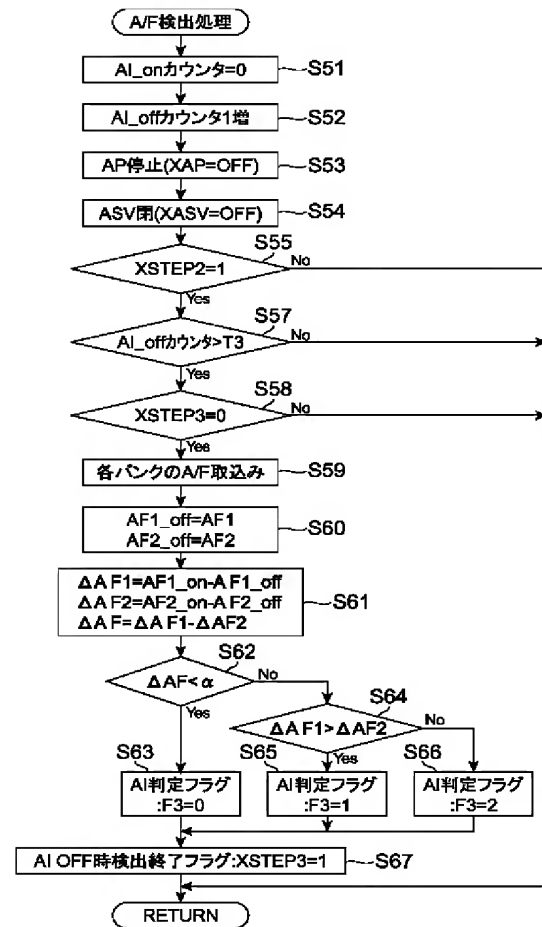 A/F検出処理
AI_onカウンタ=0
S51
AI_offカウンタ1増
S52
AP停止(XAP=OFF)
S53
ASV閉(XASV=OFF)
S54
S55
XSTEP2=1
No
Yes
S57
AI_offカウンタ>T3
No
Yes
S58
XSTEP3=0
No
Yes
各バンクのA/F取込み
S59
AF1_off=AF1
AF2_off=AF2
S60
ΔAF1=AF1_on-AF1_off
ΔAF2=AF2_on-AF2_off
ΔAF=ΔAF1-ΔAF2
S61
S62
ΔAF<α
No
Yes
S64
ΔAF1>ΔAF2
No
Yes
S63
AI判定フラグ
:F3=0
S65
AI判定フラグ
:F3=1
S66
AI判定フラグ
:F3=2
AI OFF時検出終了フラグ:XSTEP3=1
S67
RETURN